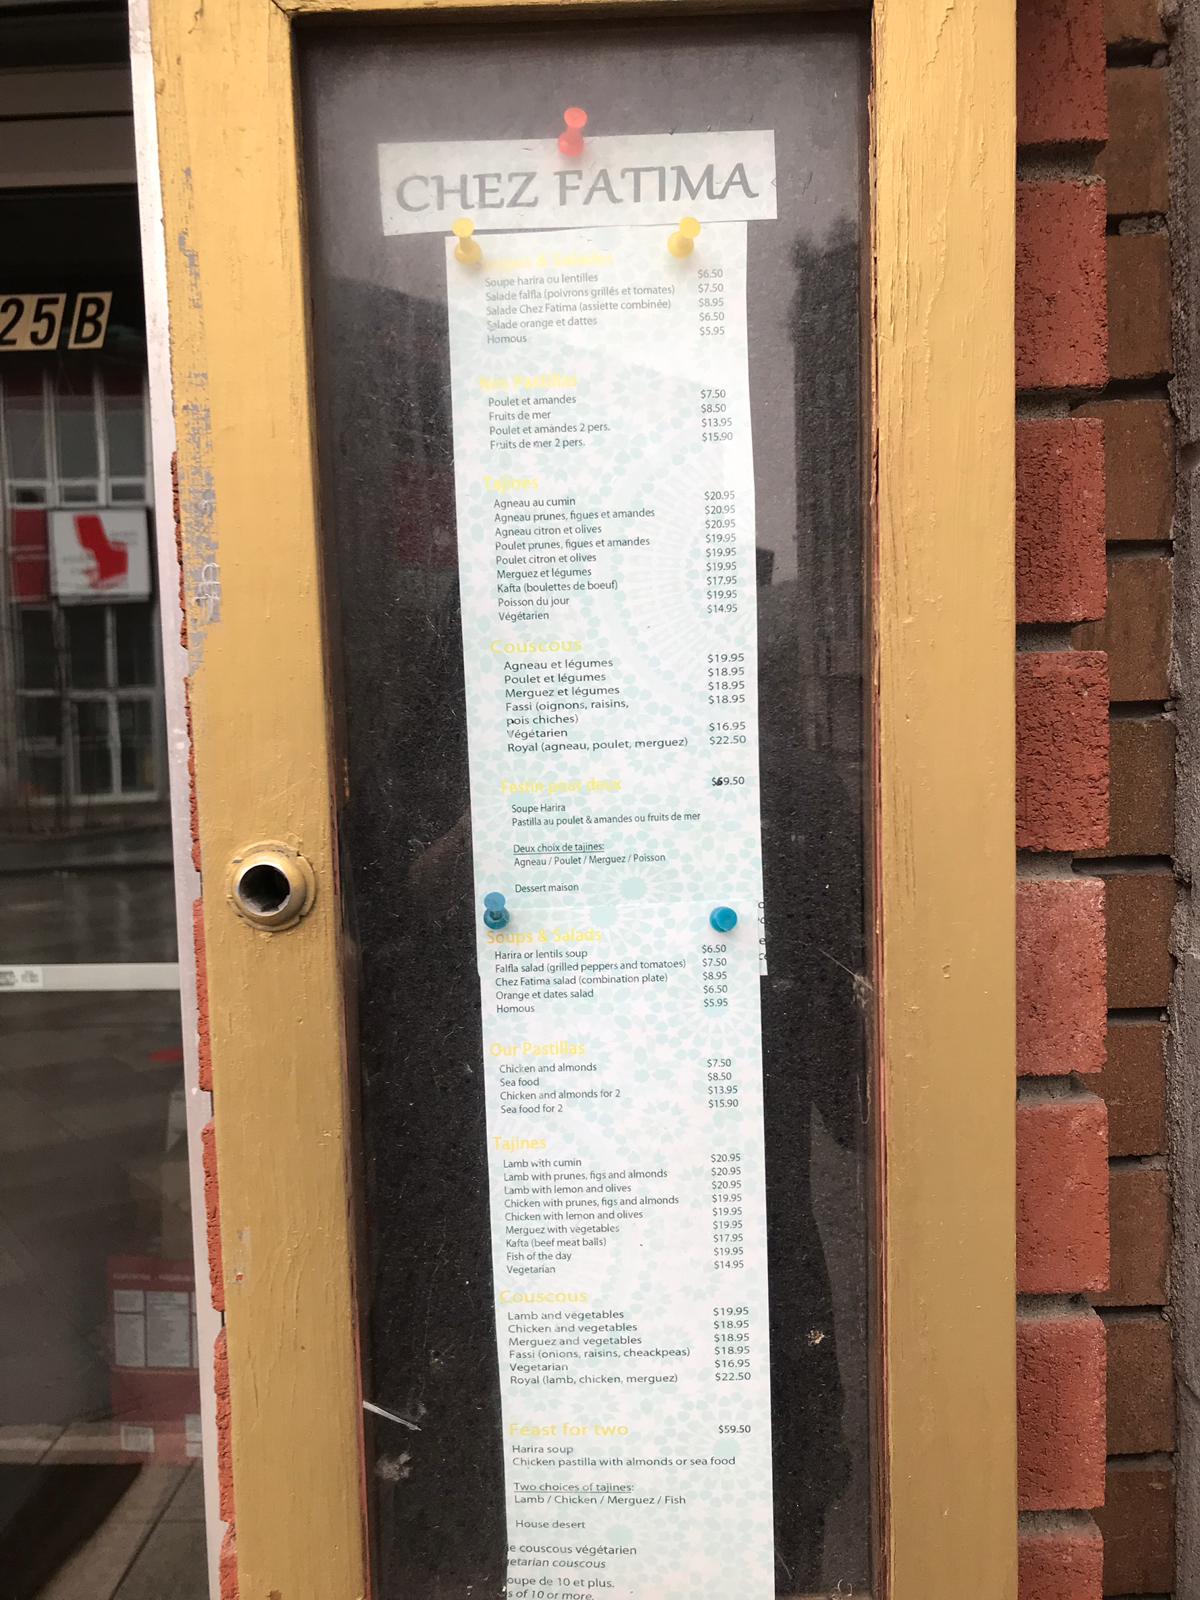 CHEZ FATIMA
25B
Soupes & Salades
Soupe harira ou lentilles $6.50
Salade falfla (poivrons grillés et tomates) $7.50
Salade Chez Fatima (assiette combinée) $8.95
Salade orange et dattes $6.50
Homous $5.95
Nos Pastillas
Poulet et amandes $7.50
Fruits de mer $8.50
Poulet et amandes 2 pers. $13.95
Fruits de mer 2 pers. $15.90
Tajines
Agneau au cumin $20.95
Agneau prunes, figues et amandes $20.95
Agneau citron et olives $20.95
Poulet prunes, figues et amandes $19.95
Poulet citron et olives $19.95
Merguez et légumes $19.95
Kafta (boulettes de boeuf) $17.95
Poisson du jour $19.95
Végétarien $14.95
Couscous
Agneau et légumes $19.95
Poulet et légumes $18.95
Merguez et légumes $18.95
Fassi (oignons, raisins, $18.95
pois chiches)
Végétarien $16.95
Royal (agneau, poulet, merguez) $22.50
Festin pour deux $69.50
Soupe Harira
Pastilla au poulet & amandes ou fruits de mer
Deux choix de tajines:
Agneau / Poulet / Merguez / Poisson
Dessert maison
Soups & Salads
Harira or lentils soup $6.50
Falfla salad (grilled peppers and tomatoes) $7.50
Chez Fatima salad (combination plate) $8.95
Orange et dates salad $6.50
Homous $5.95
Our Pastillas
Chicken and almonds $7.50
Sea food $8.50
Chicken and almonds for 2 $13.95
Sea food for 2 $15.90
Tajines
Lamb with cumin $20.95
Lamb with prunes, figs and almonds $20.95
Lamb with lemon and olives $20.95
Chicken with prunes, figs and almonds $19.95
Chicken with lemon and olives $19.95
Merguez with vegetables $19.95
Kafta (beef meat balls) $17.95
Fish of the day $19.95
Vegetarian $14.95
Couscous
Lamb and vegetables $19.95
Chicken and vegetables $18.95
Merguez and vegetables $18.95
Fassi (onions, raisins, cheackpeas) $18.95
Vegetarian $16.95
Royal (lamb, chicken, merguez) $22.50
Feast for two $59.50
Harira soup
Chicken pastilla with almonds or sea food
Two choices of tajines:
Lamb / Chicken / Merguez / Fish
House desert
e couscous végétarien
etarian couscous
oupe de 10 et plus.
s of 10 or more.